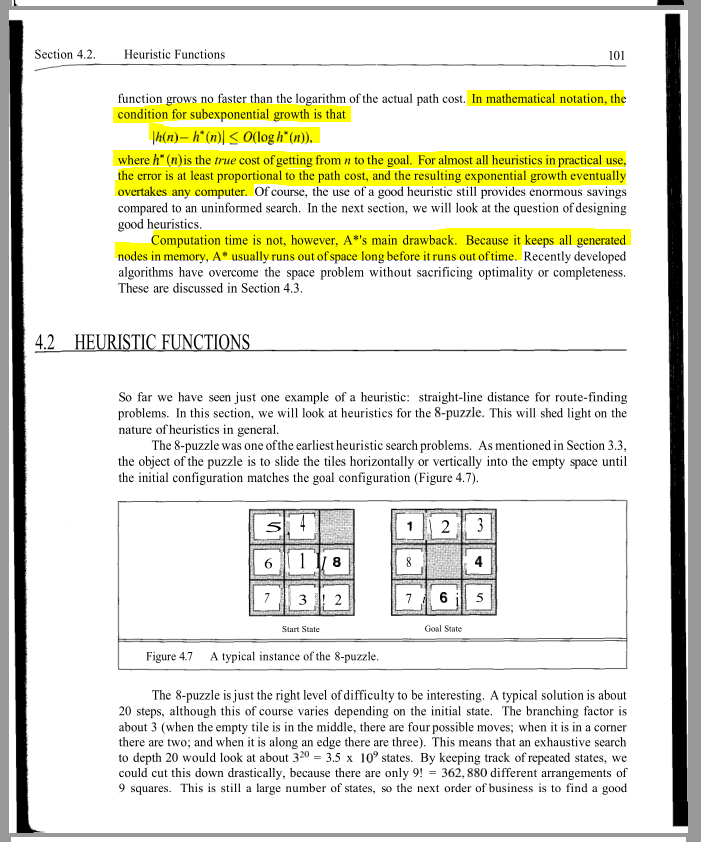 Section 4.2. Heuristic Functions 101
function grows no faster than the logarithm of the actual path cost. In mathematical notation, the
condition for subexponential growth is that
|h(n)− h*(n)| ≤ O(log h*(n)),
where h*(n) is the true cost of getting from n to the goal. For almost all heuristics in practical use,
the error is at least proportional to the path cost, and the resulting exponential growth eventually
overtakes any computer. Of course, the use of a good heuristic still provides enormous savings
compared to an uninformed search. In the next section, we will look at the question of designing
good heuristics.
Computation time is not, however, A*'s main drawback. Because it keeps all generated
nodes in memory, A* usually runs out of space long before it runs out of time. Recently developed
algorithms have overcome the space problem without sacrificing optimality or completeness.
These are discussed in Section 4.3.
4.2 HEURISTIC FUNCTIONS
So far we have seen just one example of a heuristic: straight-line distance for route-finding
problems. In this section, we will look at heuristics for the 8-puzzle. This will shed light on the
nature of heuristics in general.
The 8-puzzle was one of the earliest heuristic search problems. As mentioned in Section 3.3,
the object of the puzzle is to slide the tiles horizontally or vertically into the empty space until
the initial configuration matches the goal configuration (Figure 4.7).
5 4
6 1 8
7 3 2
Start State
1 2 3
8 4
7 6 5
Goal State
Figure 4.7 A typical instance of the 8-puzzle.
The 8-puzzle is just the right level of difficulty to be interesting. A typical solution is about
20 steps, although this of course varies depending on the initial state. The branching factor is
about 3 (when the empty tile is in the middle, there are four possible moves; when it is in a corner
there are two; and when it is along an edge there are three). This means that an exhaustive search
to depth 20 would look at about 3²⁰ = 3.5 x 10⁹ states. By keeping track of repeated states, we
could cut this down drastically, because there are only 9! = 362,880 different arrangements of
9 squares. This is still a large number of states, so the next order of business is to find a good